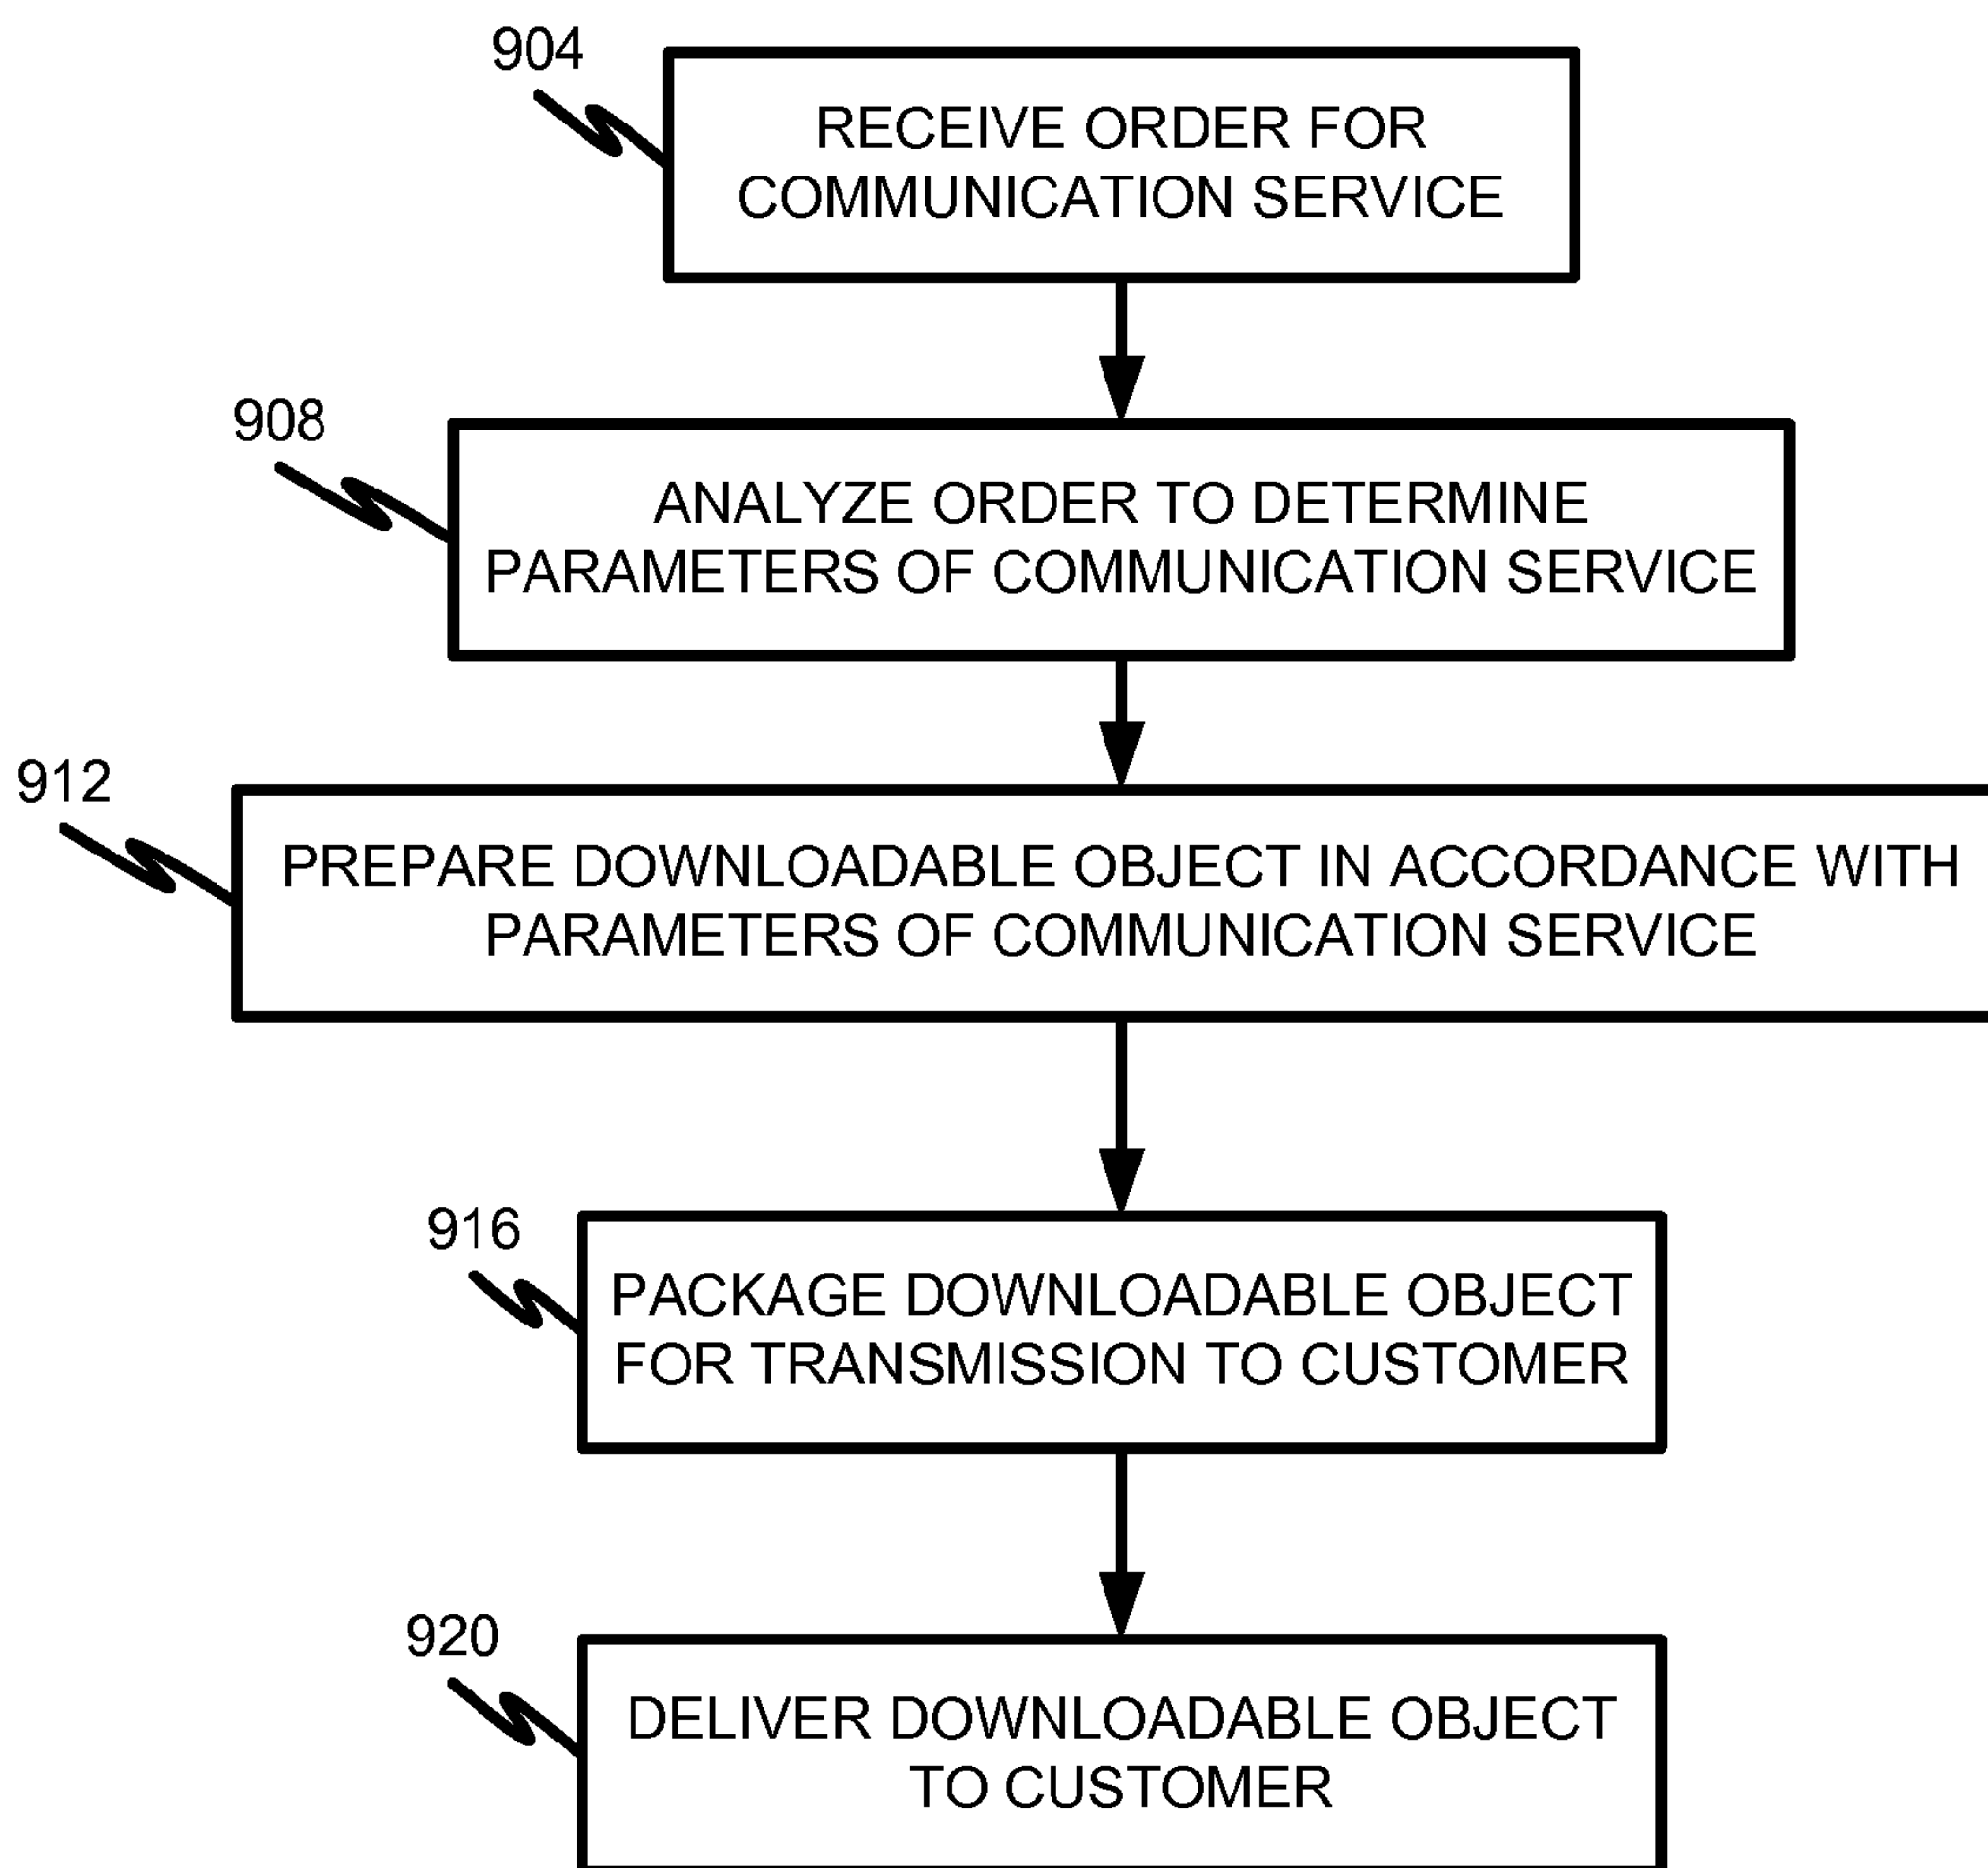 904
RECEIVE ORDER FOR
COMMUNICATION SERVICE
908
ANALYZE ORDER TO DETERMINE
PARAMETERS OF COMMUNICATION SERVICE
912
PREPARE DOWNLOADABLE OBJECT IN ACCORDANCE WITH
PARAMETERS OF COMMUNICATION SERVICE
916
PACKAGE DOWNLOADABLE OBJECT
FOR TRANSMISSION TO CUSTOMER
920
DELIVER DOWNLOADABLE OBJECT
TO CUSTOMER